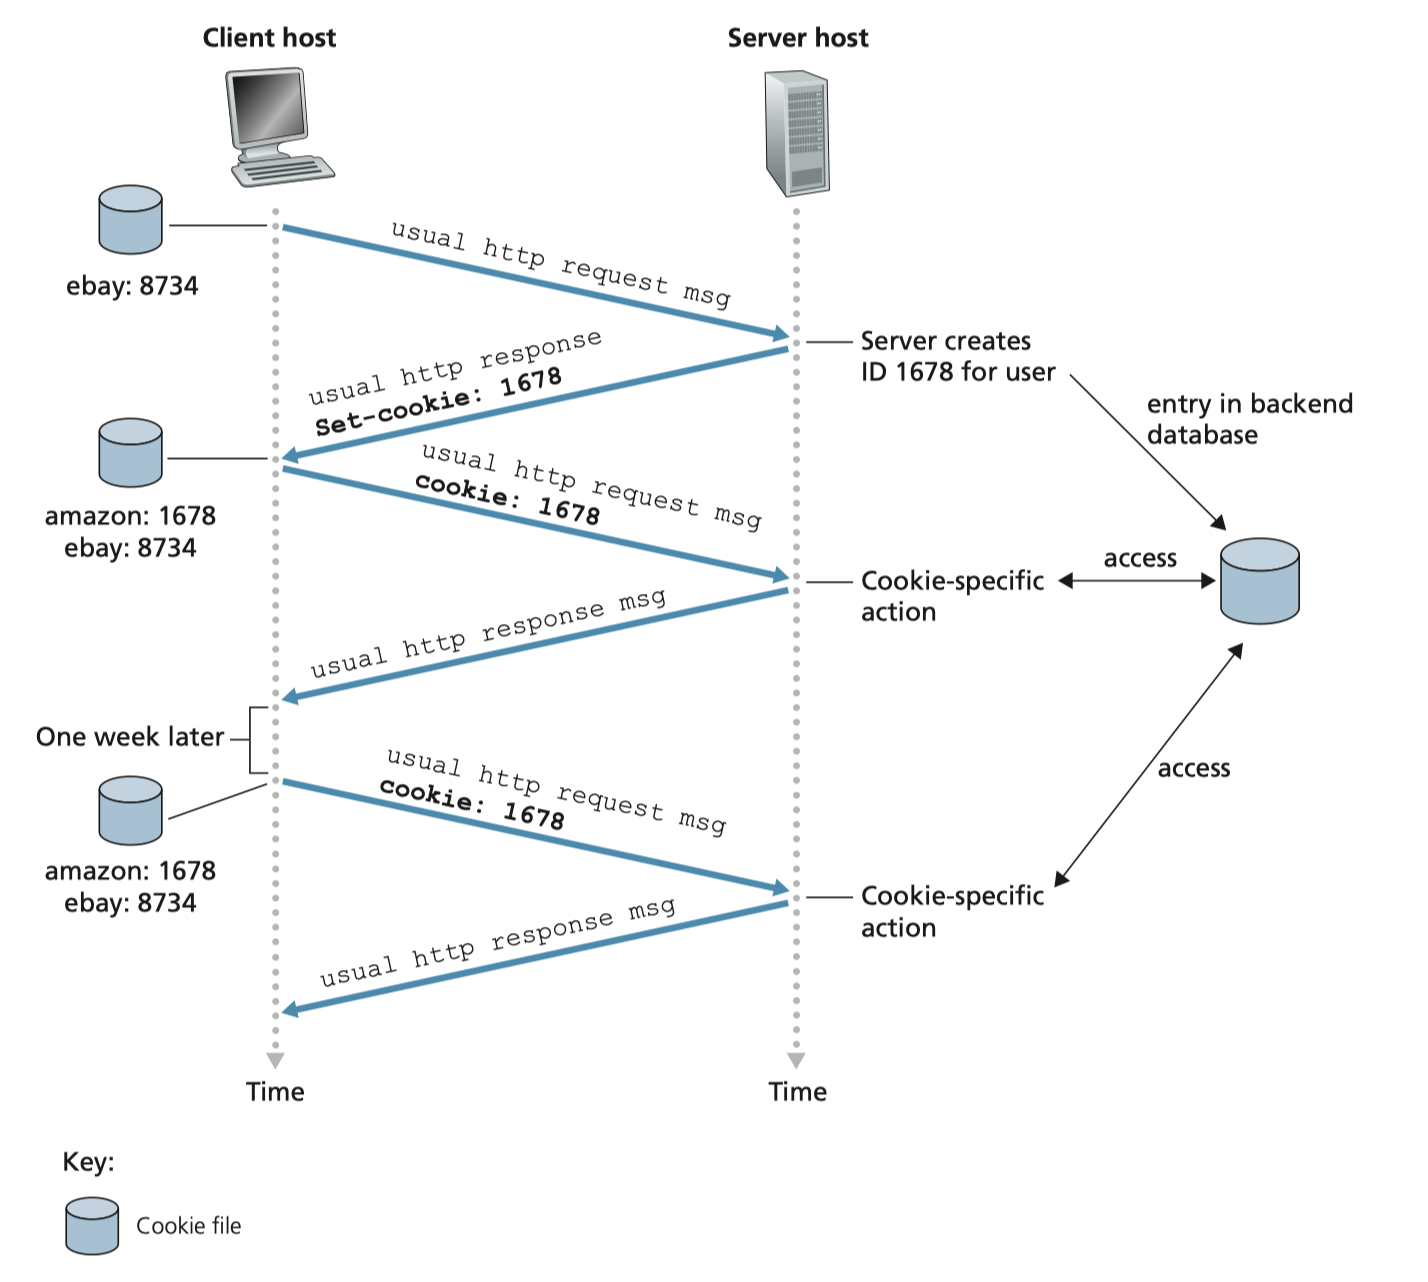 Client host
Server host
ebay: 8734
usual http request msg
Server creates
ID 1678 for user
usual http response
Set-cookie: 1678
entry in backend
database
amazon: 1678
ebay: 8734
usual http request msg
cookie: 1678
access
Cookie-specific
action
usual http response msg
One week later
usual http request msg
cookie: 1678
access
amazon: 1678
ebay: 8734
Cookie-specific
action
usual http response msg
Time
Time
Key:
Cookie file